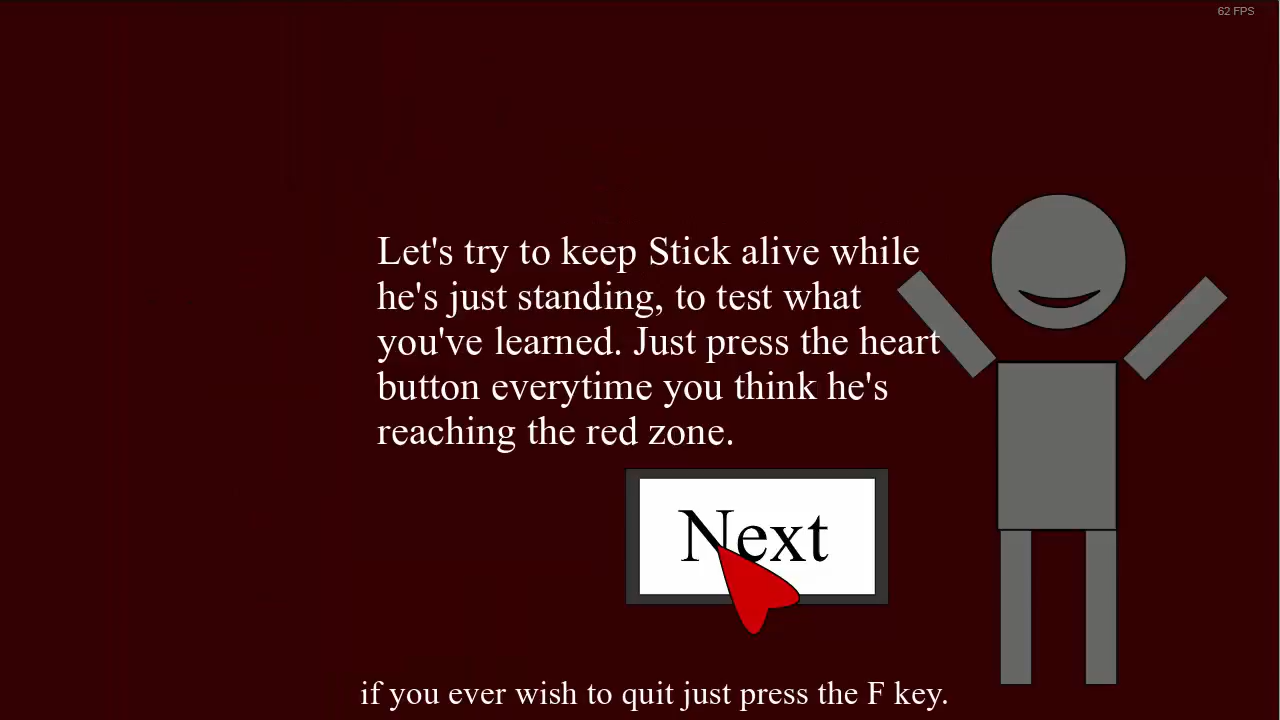 62 FPS
Let's try to keep Stick alive while
he's just standing, to test what
you've learned. Just press the heart
button everytime you think he's
reaching the red zone.
Next
if you ever wish to quit just press the F key.